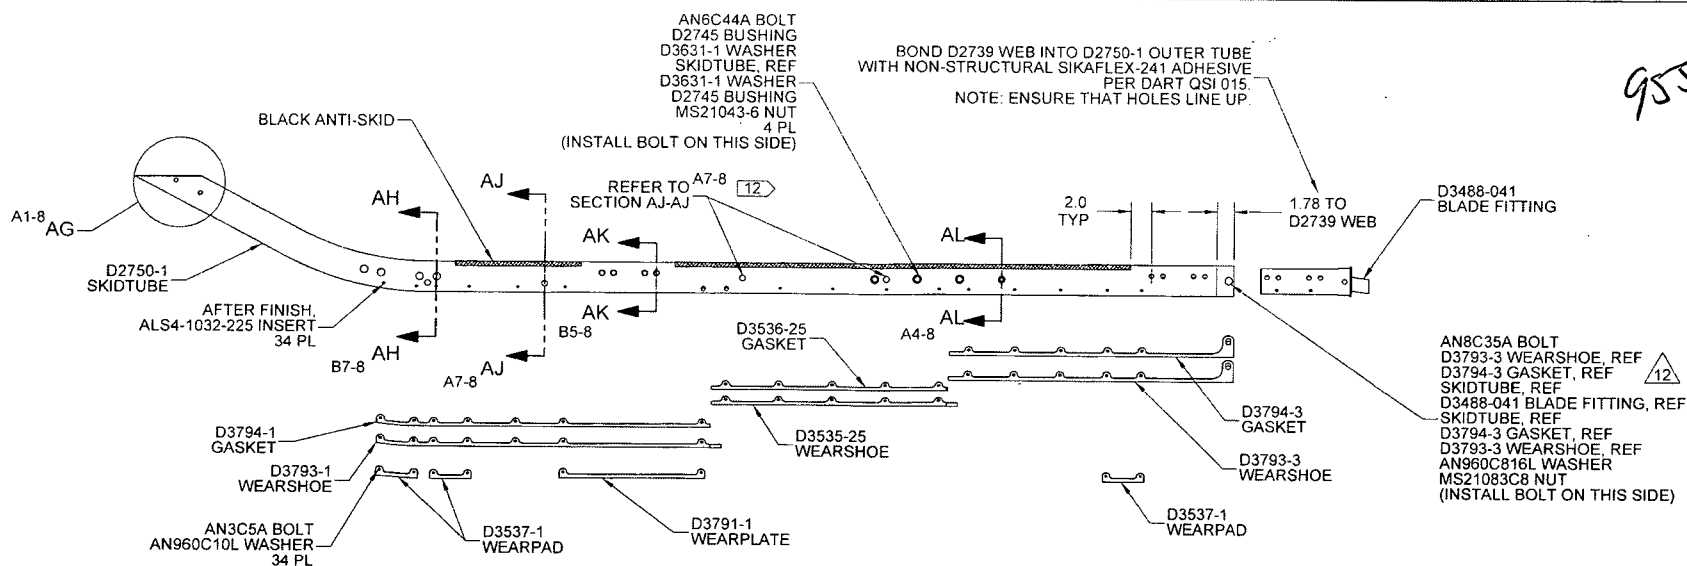 AN6C44A BOLT
D2745 BUSHING
D3631-1 WASHER
SKIDTUBE, REF
D3631-1 WASHER
D2745 BUSHING
MS21043-6 NUT
4 PL
(INSTALL BOLT ON THIS SIDE)
BOND D2739 WEB INTO D2750-1 OUTER TUBE
WITH NON-STRUCTURAL SIKAFLEX-241 ADHESIVE
PER DART QSI 015.
NOTE: ENSURE THAT HOLES LINE UP.
955
BLACK ANTI-SKID
A1-8
AG
D2750-1
SKIDTUBE
AFTER FINISH,
ALS4-1032-225 INSERT
34 PL
AH
AH
B7-8
AJ
AJ
A7-8
REFER TO
SECTION AJ-AJ
A7-8
12
AK
AK
B5-8
AL
AL
A4-8
2.0
TYP
1.78 TO
D2739 WEB
D3488-041
BLADE FITTING
D3536-25
GASKET
D3535-25
WEARSHOE
D3794-1
GASKET
D3793-1
WEARSHOE
AN3C5A BOLT
AN960C10L WASHER
34 PL
D3537-1
WEARPAD
D3791-1
WEARPLATE
D3794-3
GASKET
D3793-3
WEARSHOE
D3537-1
WEARPAD
AN8C35A BOLT
D3793-3 WEARSHOE, REF
D3794-3 GASKET, REF
SKIDTUBE, REF
D3488-041 BLADE FITTING, REF
SKIDTUBE, REF
D3794-3 GASKET, REF
D3793-3 WEARSHOE, REF
AN960C816L WASHER
MS21083C8 NUT
(INSTALL BOLT ON THIS SIDE)
12